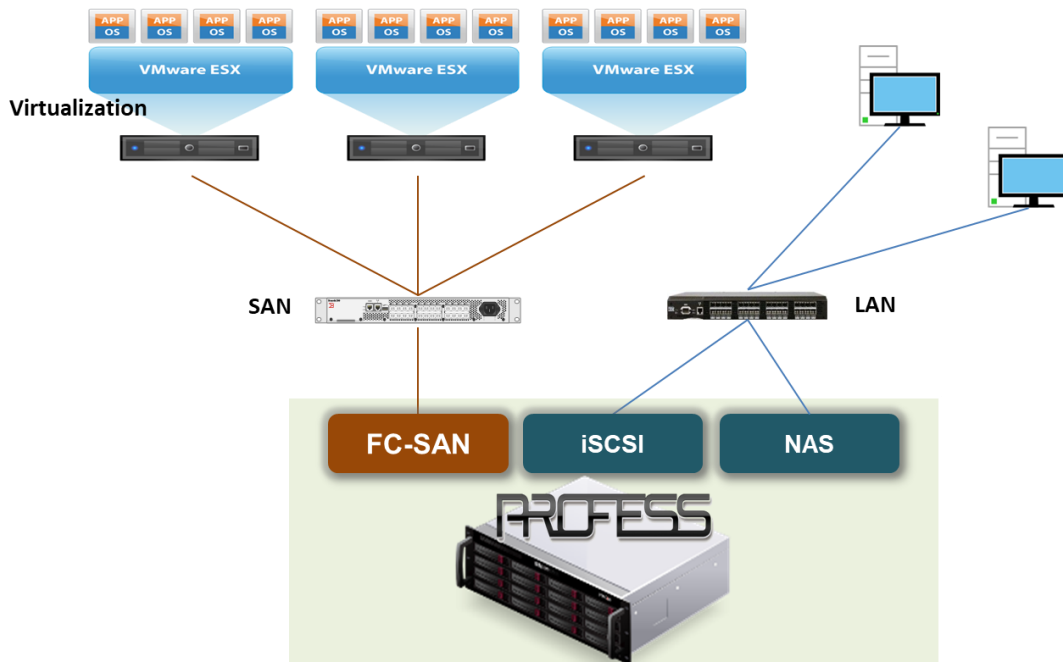 APP APP APP APP APP APP APP APP APP APP APP APP
OS OS OS OS OS OS OS OS OS OS OS OS
VMware ESX VMware ESX VMware ESX
Virtualization
SAN
LAN
FC-SAN iSCSI NAS
PROFESS